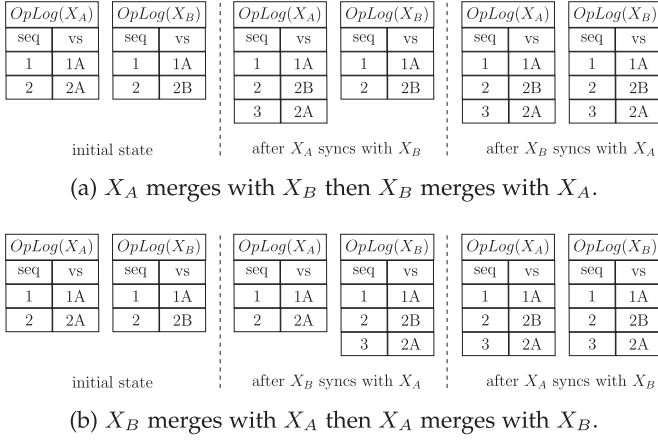 OpLog(X_A) OpLog(X_B) OpLog(X_A) OpLog(X_B) OpLog(X_A) OpLog(X_B)
seq vs seq vs seq vs seq vs seq vs seq vs
1 1A 1 1A 1 1A 1 1A 1 1A 1 1A
2 2A 2 2B 2 2B 2 2B 2 2B 2 2B
3 2A 3 2A 3 2A
initial state after X_A syncs with X_B after X_B syncs with X_A
(a) X_A merges with X_B then X_B merges with X_A.
OpLog(X_A) OpLog(X_B) OpLog(X_A) OpLog(X_B) OpLog(X_A) OpLog(X_B)
seq vs seq vs seq vs seq vs seq vs seq vs
1 1A 1 1A 1 1A 1 1A 1 1A 1 1A
2 2A 2 2B 2 2A 2 2B 2 2B 2 2B
3 2A 3 2A 3 2A
initial state after X_B syncs with X_A after X_A syncs with X_B
(b) X_B merges with X_A then X_A merges with X_B.